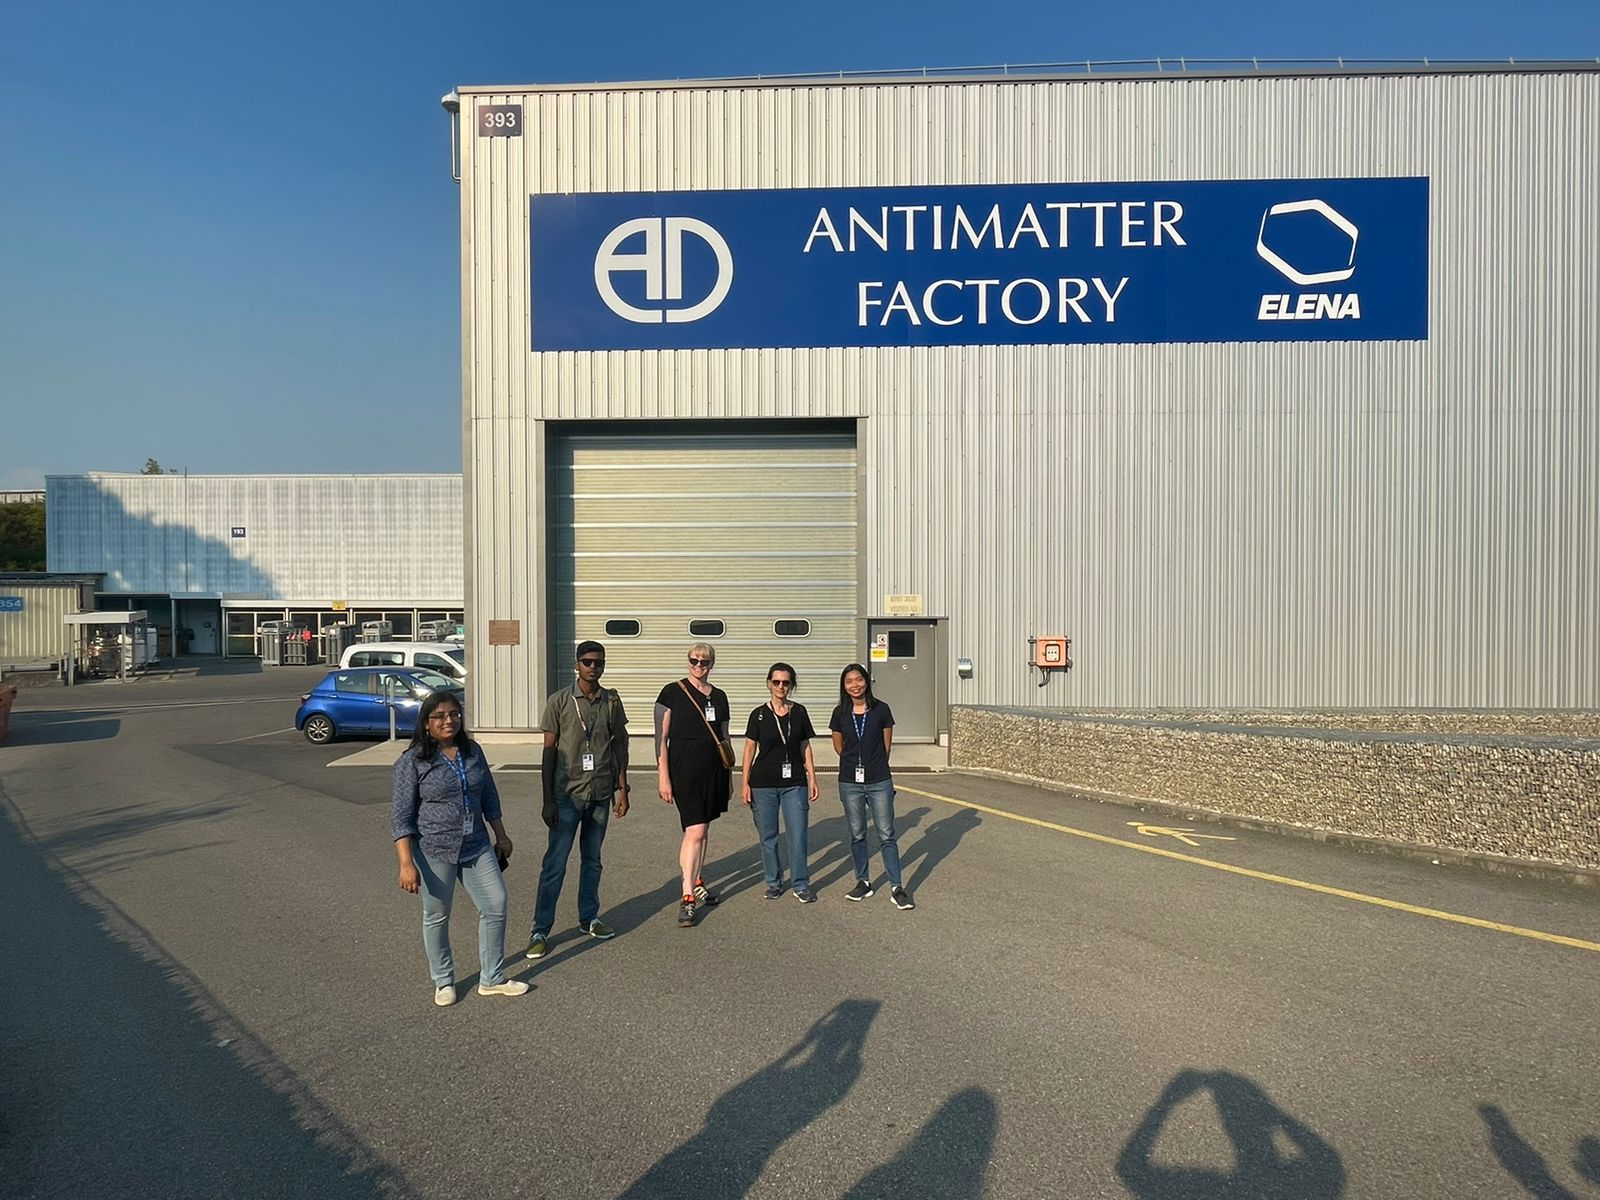 393
AD
ANTIMATTER
FACTORY
ELENA
193
354